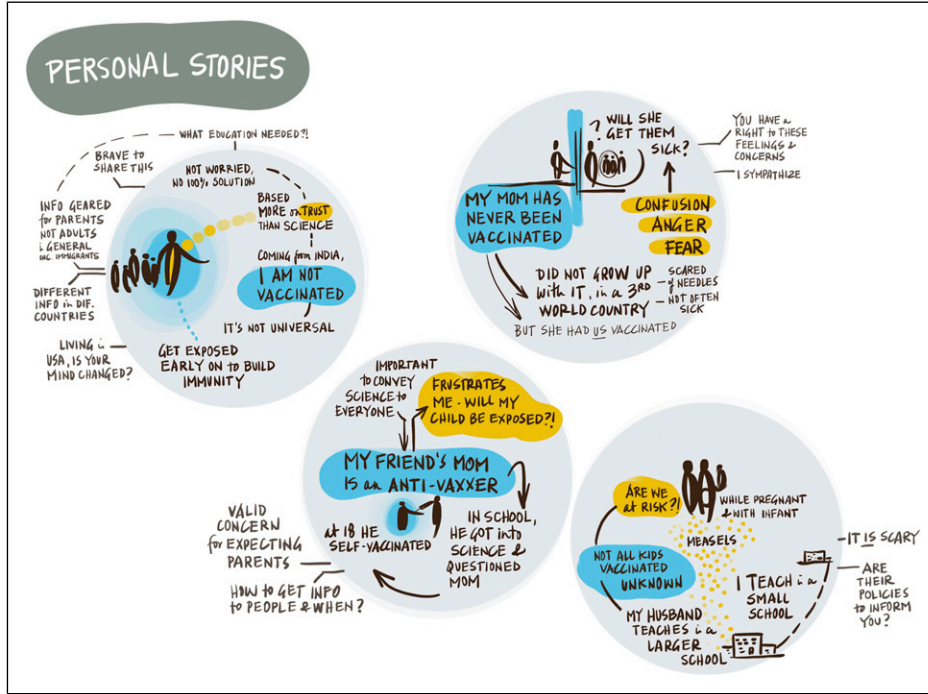 PERSONAL STORIES
WHAT EDUCATION NEEDED?!
BRAVE to
SHARE THIS
NOT WORRIED,
NO 100% SOLUTION
INFO GEARED
for PARENTS
NOT ADULTS
in GENERAL
INC. IMMIGRANTS
BASED
MORE on TRUST
THAN SCIENCE
COMING from INDIA,
I AM NOT
VACCINATED
IT'S NOT UNIVERSAL
DIFFERENT
INFO in DIF.
COUNTRIES
LIVING in
USA, IS YOUR
MIND CHANGED?
GET EXPOSED
EARLY ON to BUILD
IMMUNITY
? WILL SHE
GET THEM
SICK?
YOU HAVE a
RIGHT to THESE
FEELINGS &
CONCERNS
I SYMPATHIZE
MY MOM HAS
NEVER BEEN
VACCINATED
CONFUSION
ANGER
FEAR
DID NOT GROW UP
with IT, in a 3RD
WORLD COUNTRY
SCARED
of NEEDLES
NOT OFTEN
SICK
BUT SHE HAD US VACCINATED
IMPORTANT
to CONVEY
SCIENCE to
EVERYONE
FRUSTRATES
ME - WILL MY
CHILD BE EXPOSED?!
MY FRIEND'S MOM
IS an ANTI-VAXXER
at 18 HE
SELF-VACCINATED
IN SCHOOL,
HE GOT into
SCIENCE &
QUESTIONED
MOM
VALID
CONCERN
for EXPECTING
PARENTS
HOW to GET INFO
to PEOPLE & WHEN?
ARE WE
at RISK?!
WHILE PREGNANT
& with INFANT
MEASELS
NOT ALL KIDS
VACCINATED
UNKNOWN
I TEACH in a
SMALL
SCHOOL
MY HUSBAND
TEACHES in a
LARGER
SCHOOL
IT IS SCARY
ARE
THEIR
POLICIES
to INFORM
YOU?